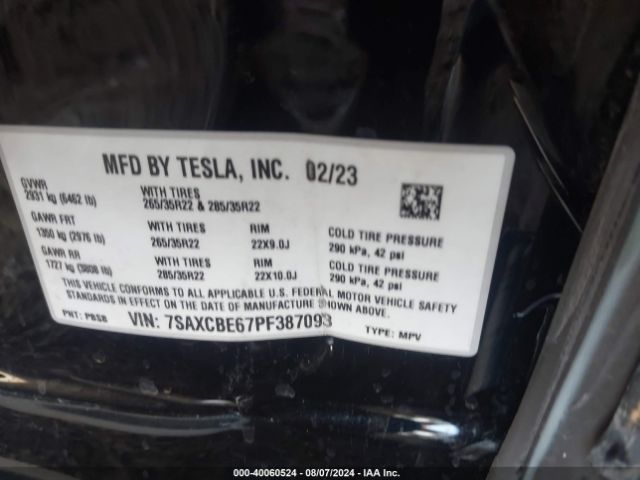 MFD BY TESLA, INC. 02/23
GVWR
2931 kg (6462 lb)
WITH TIRES
265/35R22 & 285/35R22
GAWR FRT
1350 kg (2976 lb)
WITH TIRES
265/35R22
RIM
22X9.0J
COLD TIRE PRESSURE
290 kPa, 42 psi
GAWR RR
1727 kg (3808 lb)
WITH TIRES
285/35R22
RIM
22X10.0J
COLD TIRE PRESSURE
290 kPa, 42 psi
THIS VEHICLE CONFORMS TO ALL APPLICABLE U.S. FEDERAL MOTOR VEHICLE SAFETY
STANDARDS IN EFFECT ON THE DATE OF MANUFACTURE SHOWN ABOVE.
PNT: PBSB VIN: 7SAXCBE67PF387093 TYPE: MPV
000-40060524 - 08/07/2024 - IAA Inc.